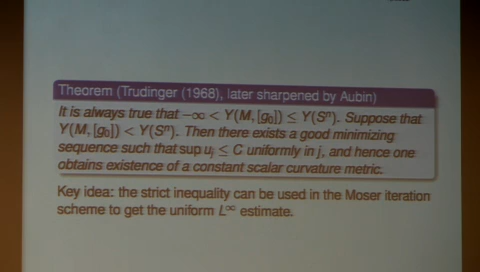 Theorem (Trudinger (1968), later sharpened by Aubin)
It is always true that −∞ < Y(M, [g₀]) ≤ Y(Sⁿ). Suppose that
Y(M, [g₀]) < Y(Sⁿ). Then there exists a good minimizing
sequence such that sup uⱼ ≤ C uniformly in j, and hence one
obtains existence of a constant scalar curvature metric.
Key idea: the strict inequality can be used in the Moser iteration
scheme to get the uniform L^∞ estimate.